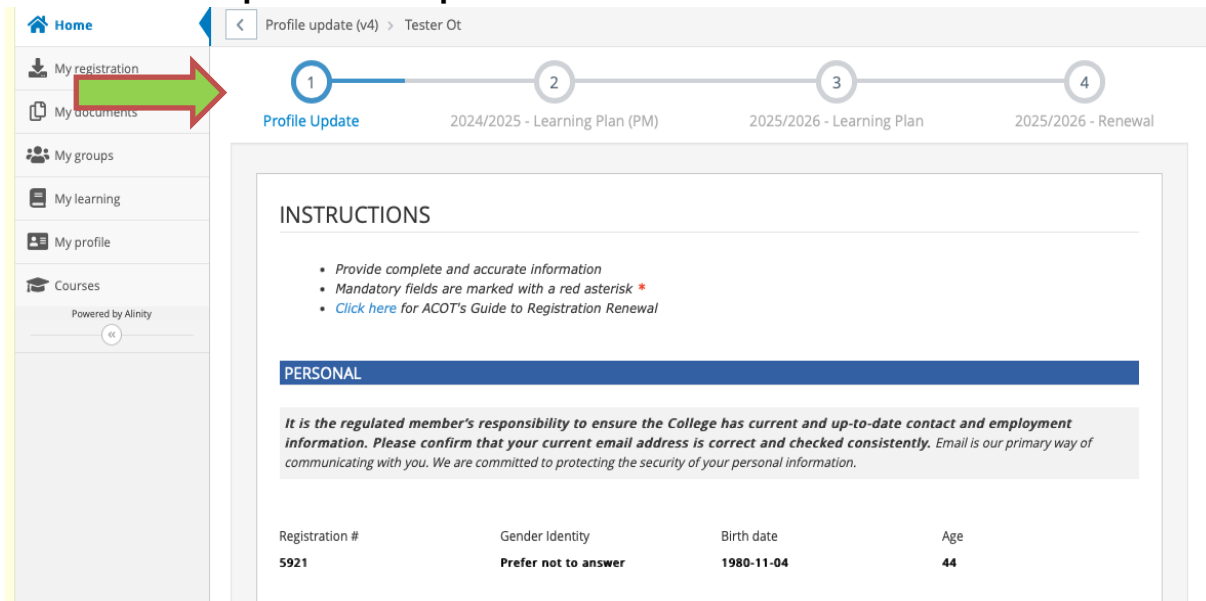 Home
Profile update (v4) > Tester Ot
My registration
My documents
My groups
My learning
My profile
Courses
Powered by Alinity
1
2
3
4
Profile Update
2024/2025 - Learning Plan (PM)
2025/2026 - Learning Plan
2025/2026 - Renewal
INSTRUCTIONS
• Provide complete and accurate information
• Mandatory fields are marked with a red asterisk *
• Click here for ACOT's Guide to Registration Renewal
PERSONAL
It is the regulated member's responsibility to ensure the College has current and up-to-date contact and employment
information. Please confirm that your current email address is correct and checked consistently. Email is our primary way of
communicating with you. We are committed to protecting the security of your personal information.
Registration # Gender Identity Birth date Age
5921 Prefer not to answer 1980-11-04 44